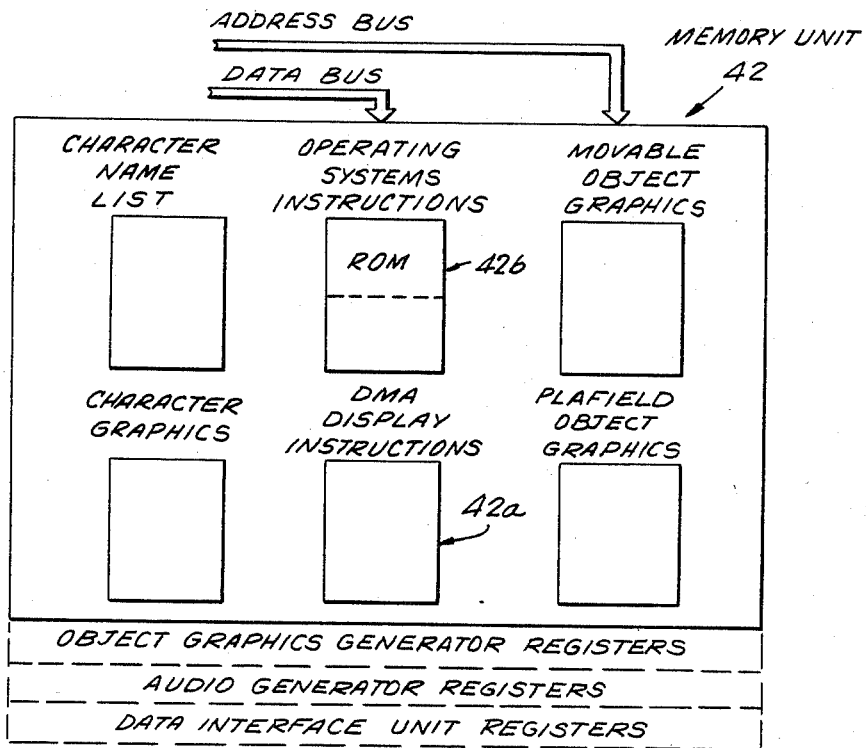 ADDRESS BUS
MEMORY UNIT
42
DATA BUS
CHARACTER
NAME
LIST
OPERATING
SYSTEMS
INSTRUCTIONS
MOVABLE
OBJECT
GRAPHICS
ROM
42b
CHARACTER
GRAPHICS
DMA
DISPLAY
INSTRUCTIONS
PLAFIELD
OBJECT
GRAPHICS
42a
OBJECT GRAPHICS GENERATOR REGISTERS
AUDIO GENERATOR REGISTERS
DATA INTERFACE UNIT REGISTERS